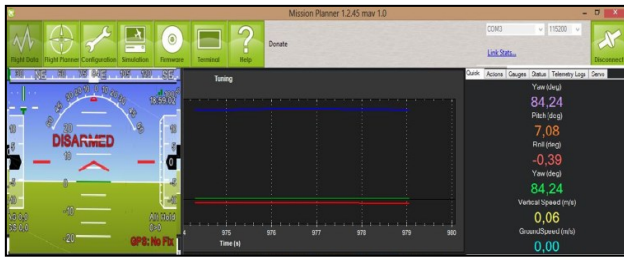 Mission Planner 1.2.45 mav 1.0
Flight Data Flight Planner Configuration Simulation Firmware Terminal Help Donate
COM3 115200
Link Stats...
Disconnect
Quick Actions Gauges Status Telemetry Logs Servo
Tuning
DISARMED
GPS: No Fix
975 976 977 978 979 980
Time (s)
Yaw (deg)
84,24
Pitch (deg)
7,08
Roll (deg)
-0,39
Yaw (deg)
84,24
Vertical Speed (m/s)
0,06
GroundSpeed (m/s)
0,00